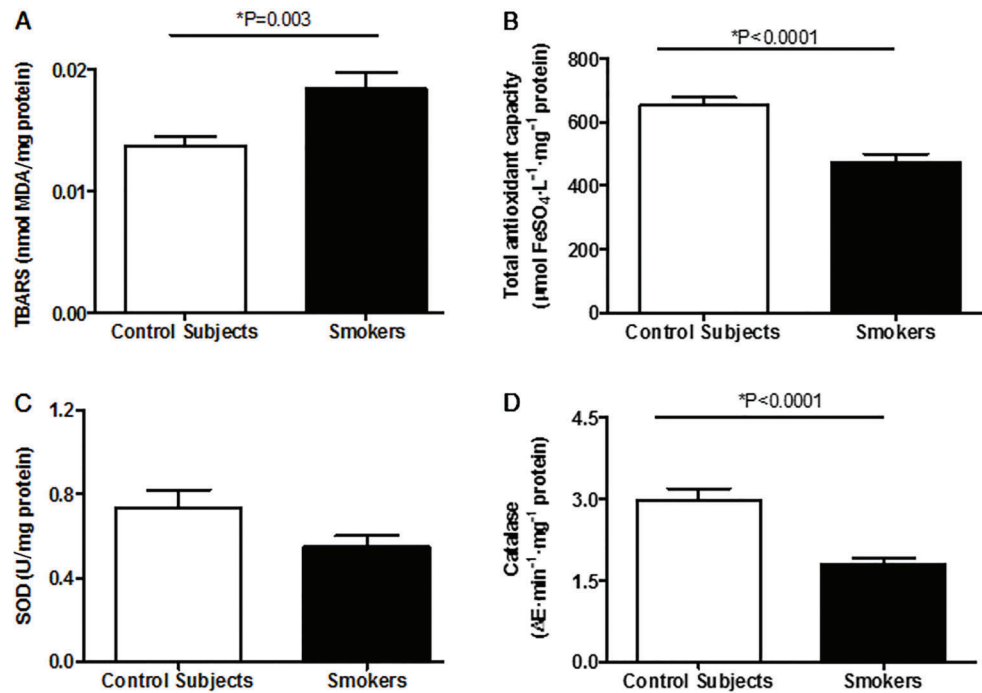 A
*P=0.003
TBARS (nmol MDA/mg protein)
0.02
0.01
0.00
Control Subjects
Smokers
B
*P<0.0001
Total antioxidant capacity
(µmol FeSO₄·L⁻¹·mg⁻¹ protein)
800
600
400
200
0
Control Subjects
Smokers
C
SOD (U/mg protein)
1.2
0.8
0.4
0.0
Control Subjects
Smokers
D
*P<0.0001
Catalase
(ΔE·min⁻¹·mg⁻¹ protein)
4.5
3.0
1.5
0.0
Control Subjects
Smokers